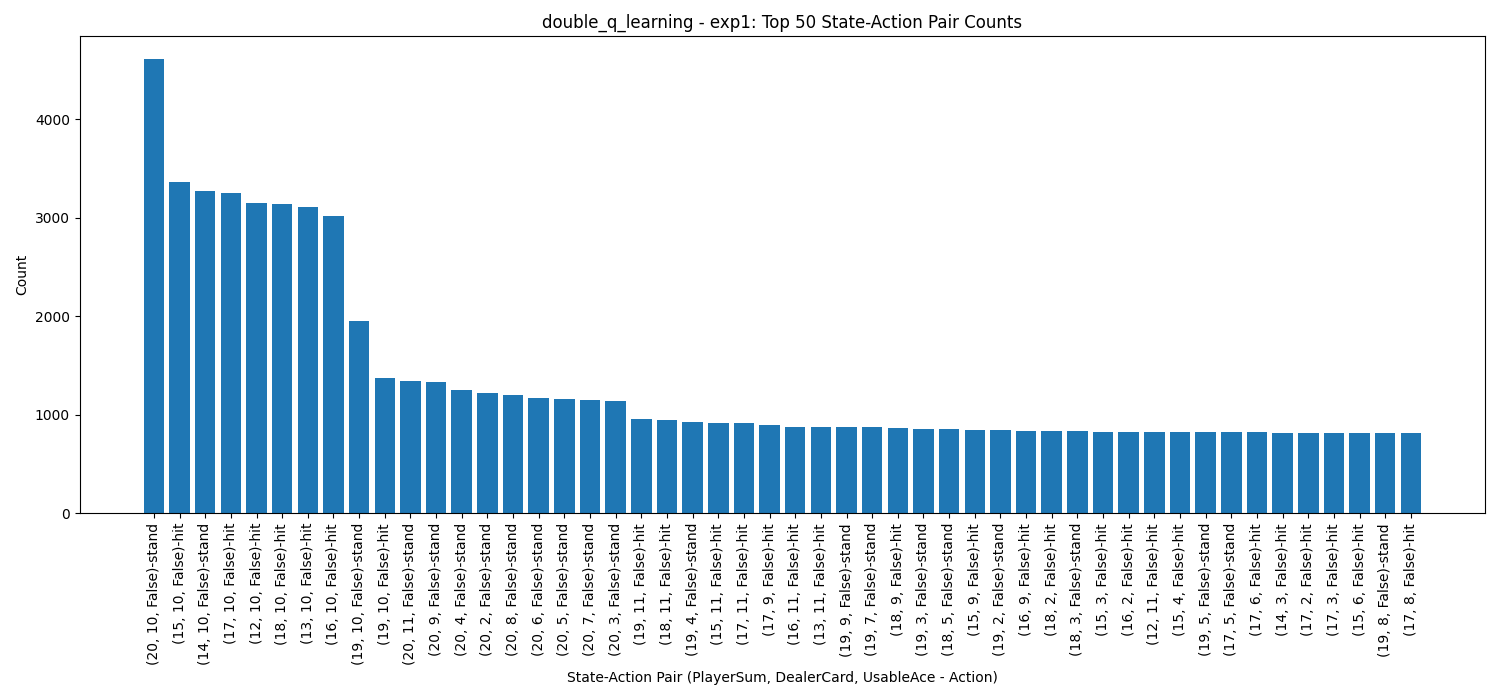 double_q_learning - exp1: Top 50 State-Action Pair Counts
Count
4000
3000
2000
1000
0
(20, 10, False)-stand
(15, 10, False)-hit
(14, 10, False)-stand
(17, 10, False)-hit
(12, 10, False)-hit
(18, 10, False)-hit
(13, 10, False)-hit
(16, 10, False)-hit
(19, 10, False)-stand
(19, 10, False)-hit
(20, 11, False)-stand
(20, 9, False)-stand
(20, 4, False)-stand
(20, 2, False)-stand
(20, 8, False)-stand
(20, 6, False)-stand
(20, 5, False)-stand
(20, 7, False)-stand
(20, 3, False)-stand
(19, 11, False)-hit
(18, 11, False)-hit
(19, 4, False)-stand
(15, 11, False)-hit
(17, 11, False)-hit
(17, 9, False)-hit
(16, 11, False)-hit
(13, 11, False)-hit
(19, 9, False)-stand
(19, 7, False)-stand
(18, 9, False)-hit
(19, 3, False)-stand
(18, 5, False)-stand
(15, 9, False)-hit
(19, 2, False)-stand
(16, 9, False)-hit
(18, 2, False)-hit
(18, 3, False)-stand
(15, 3, False)-hit
(16, 2, False)-hit
(12, 11, False)-hit
(15, 4, False)-hit
(19, 5, False)-stand
(17, 5, False)-stand
(17, 6, False)-hit
(14, 3, False)-hit
(17, 2, False)-hit
(17, 3, False)-hit
(15, 6, False)-hit
(19, 8, False)-stand
(17, 8, False)-hit
State-Action Pair (PlayerSum, DealerCard, UsableAce - Action)